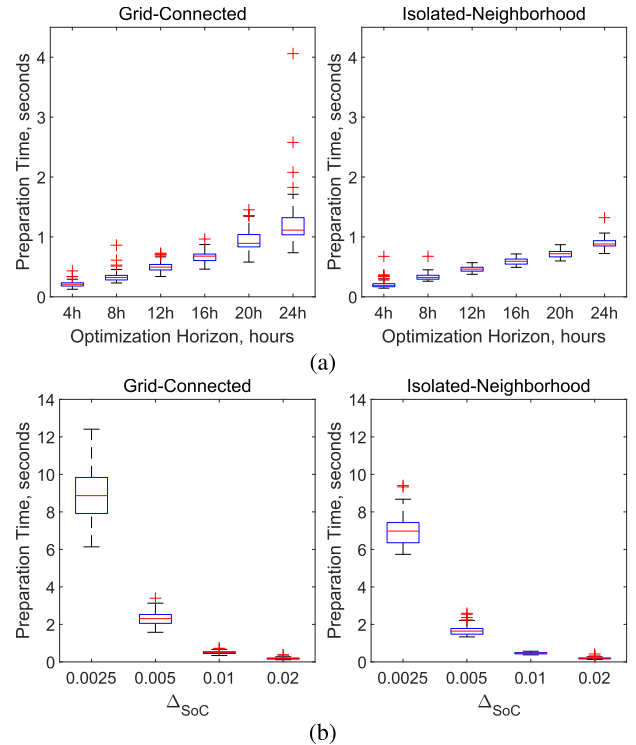 Grid-Connected
Isolated-Neighborhood
Preparation Time, seconds
4
3
2
1
0
4h 8h 12h 16h 20h 24h
Optimization Horizon, hours
Preparation Time, seconds
4
3
2
1
0
4h 8h 12h 16h 20h 24h
Optimization Horizon, hours
(a)
Grid-Connected
Isolated-Neighborhood
Preparation Time, seconds
14
12
10
8
6
4
2
0
0.0025 0.005 0.01 0.02
Δ_SoC
Preparation Time, seconds
14
12
10
8
6
4
2
0
0.0025 0.005 0.01 0.02
Δ_SoC
(b)